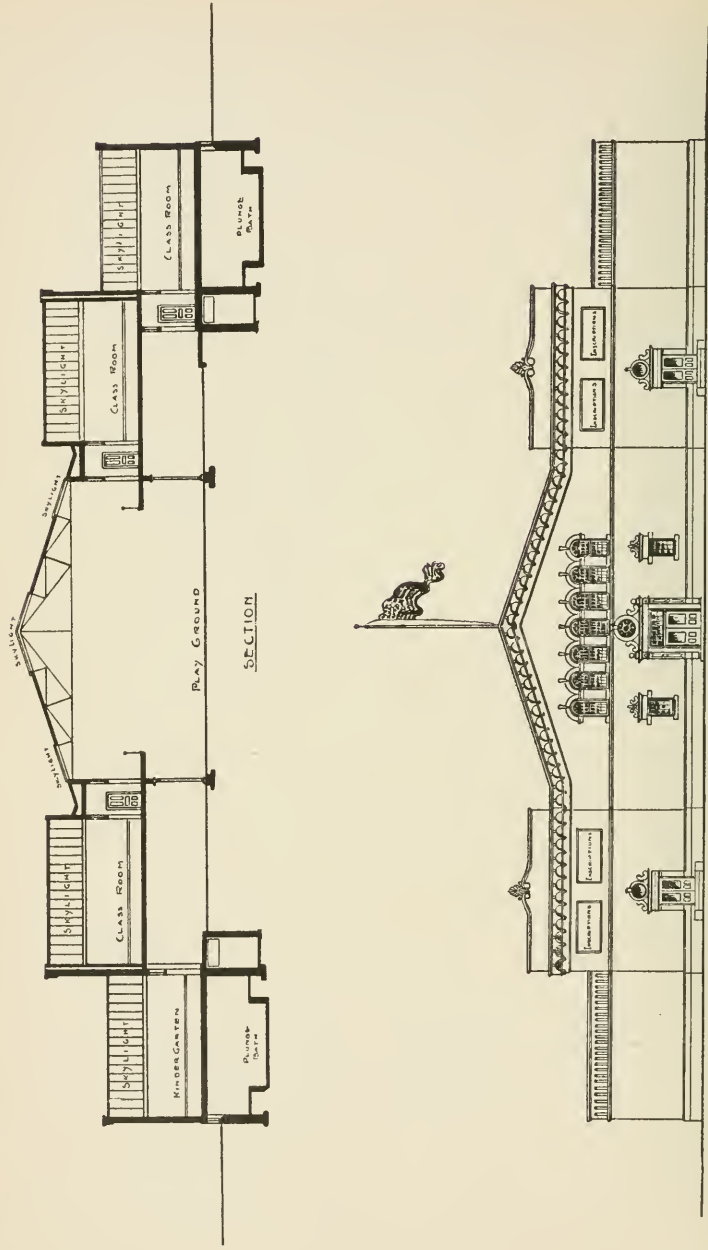 SKYLIGHT
SKYLIGHT
SKYLIGHT
SKYLIGHT
SKYLIGHT
SKYLIGHT
SKYLIGHT
CLASS ROOM
CLASS ROOM
KINDERGARTEN
CLASS ROOM
PLAY GROUND
PLUNGE
BATH
PLUNGE
BATH
SECTION
INSCRIPTIONS
INSCRIPTIONS
INSCRIPTIONS
INSCRIPTIONS